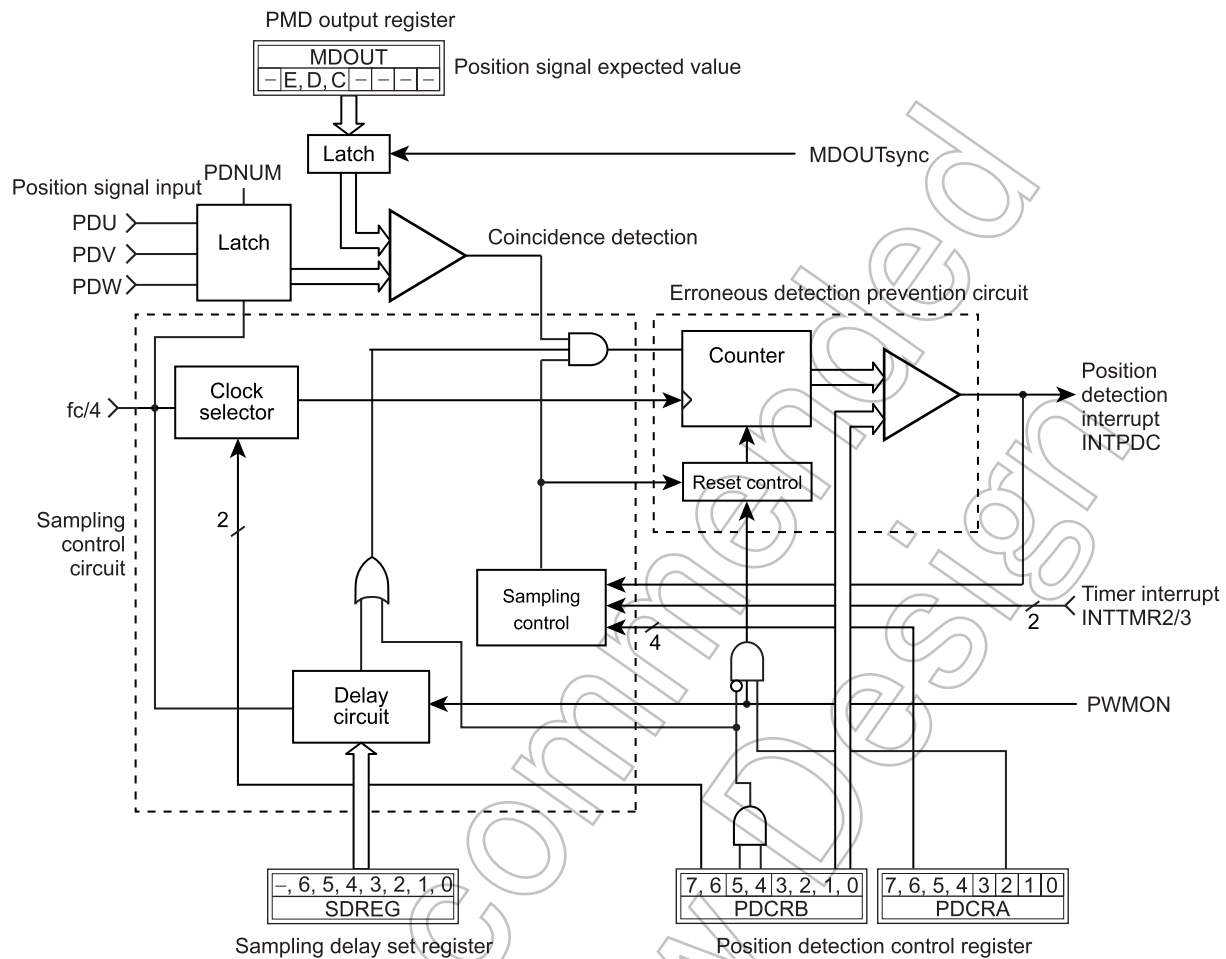 PMD output register
MDOUT
– E, D, C – – – –
Position signal expected value
Latch
MDOUTsync
PDNUM
Position signal input
PDU
PDV
PDW
Latch
Coincidence detection
Erroneous detection prevention circuit
Counter
Clock
selector
fc/4
Position
detection
interrupt
INTPDC
Reset control
2
Sampling
control
circuit
Sampling
control
Timer interrupt
INTTMR2/3
2
4
Delay
circuit
PWMON
–, 6, 5, 4, 3, 2, 1, 0
SDREG
Sampling delay set register
7, 6 5, 4 3, 2, 1, 0
PDCRB
7, 6, 5, 4 3 2 1 0
PDCRA
Position detection control register
commended
w Design